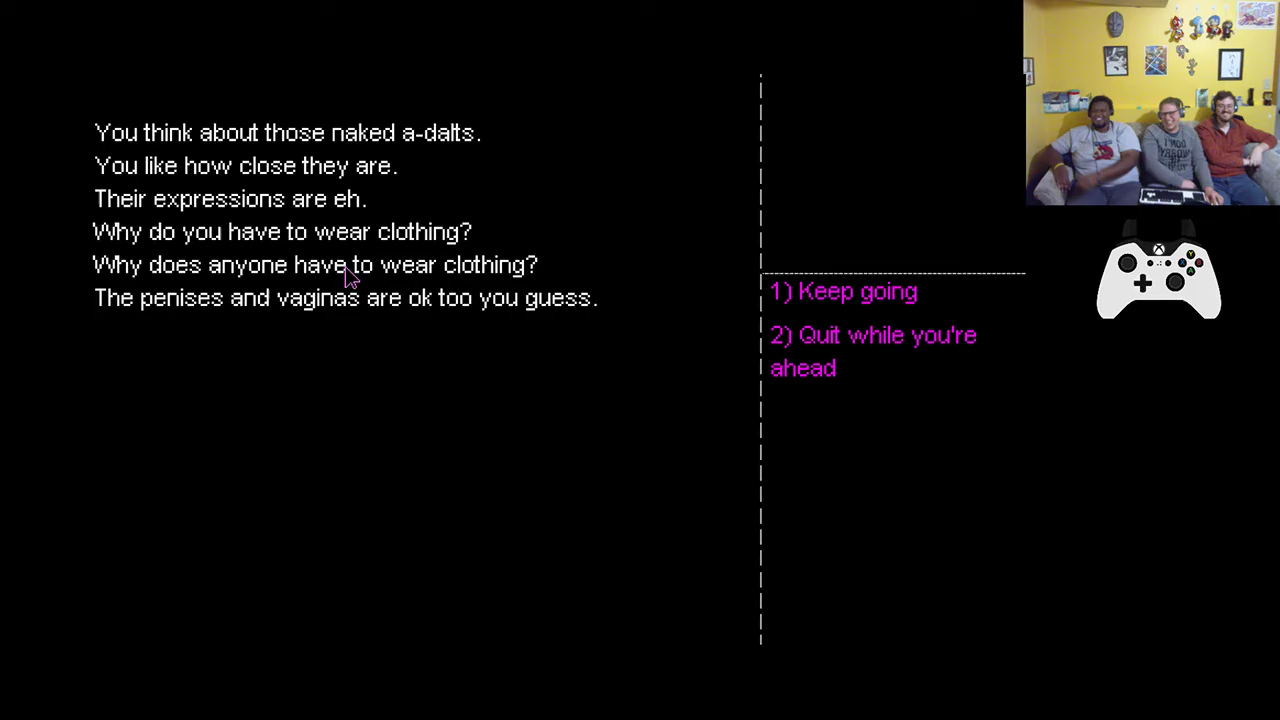 You think about those naked a-dalts.
You like how close they are.
Their expressions are eh.
Why do you have to wear clothing?
Why does anyone have to wear clothing?
The penises and vaginas are ok too you guess.
1) Keep going
2) Quit while you're
ahead